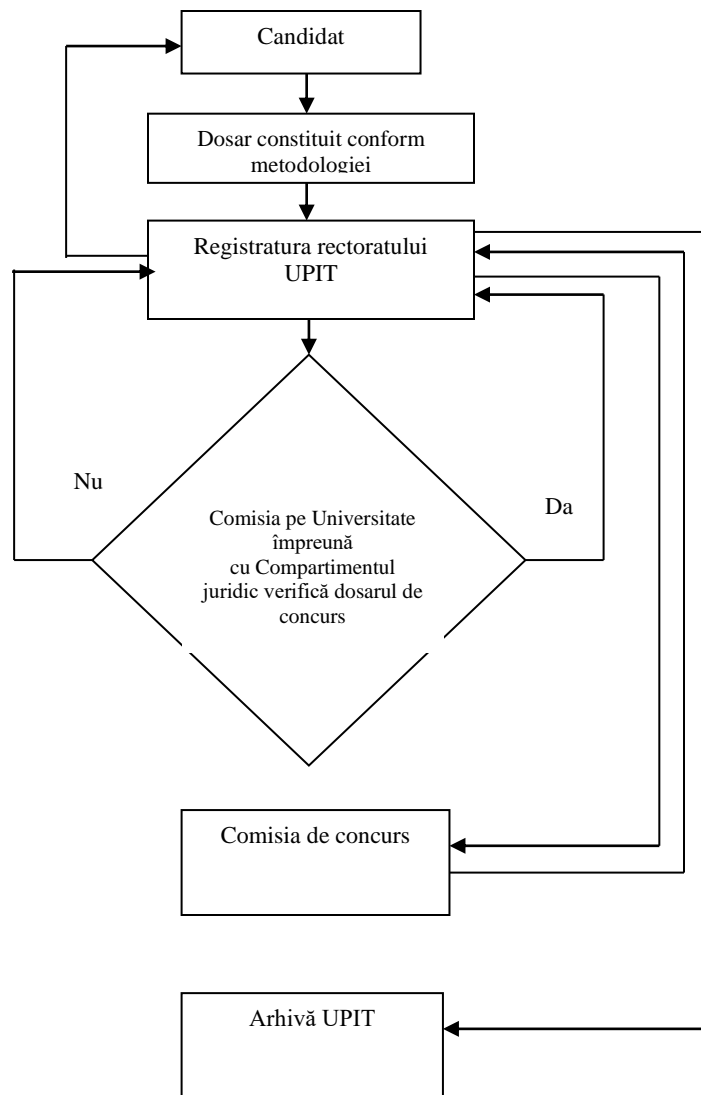 Candidat
Dosar constituit conform
metodologiei
Registratura rectoratului
UPIT
Nu
Da
Comisia pe Universitate
împreună
cu Compartimentul
juridic verifică dosarul de
concurs
Comisia de concurs
Arhivă UPIT